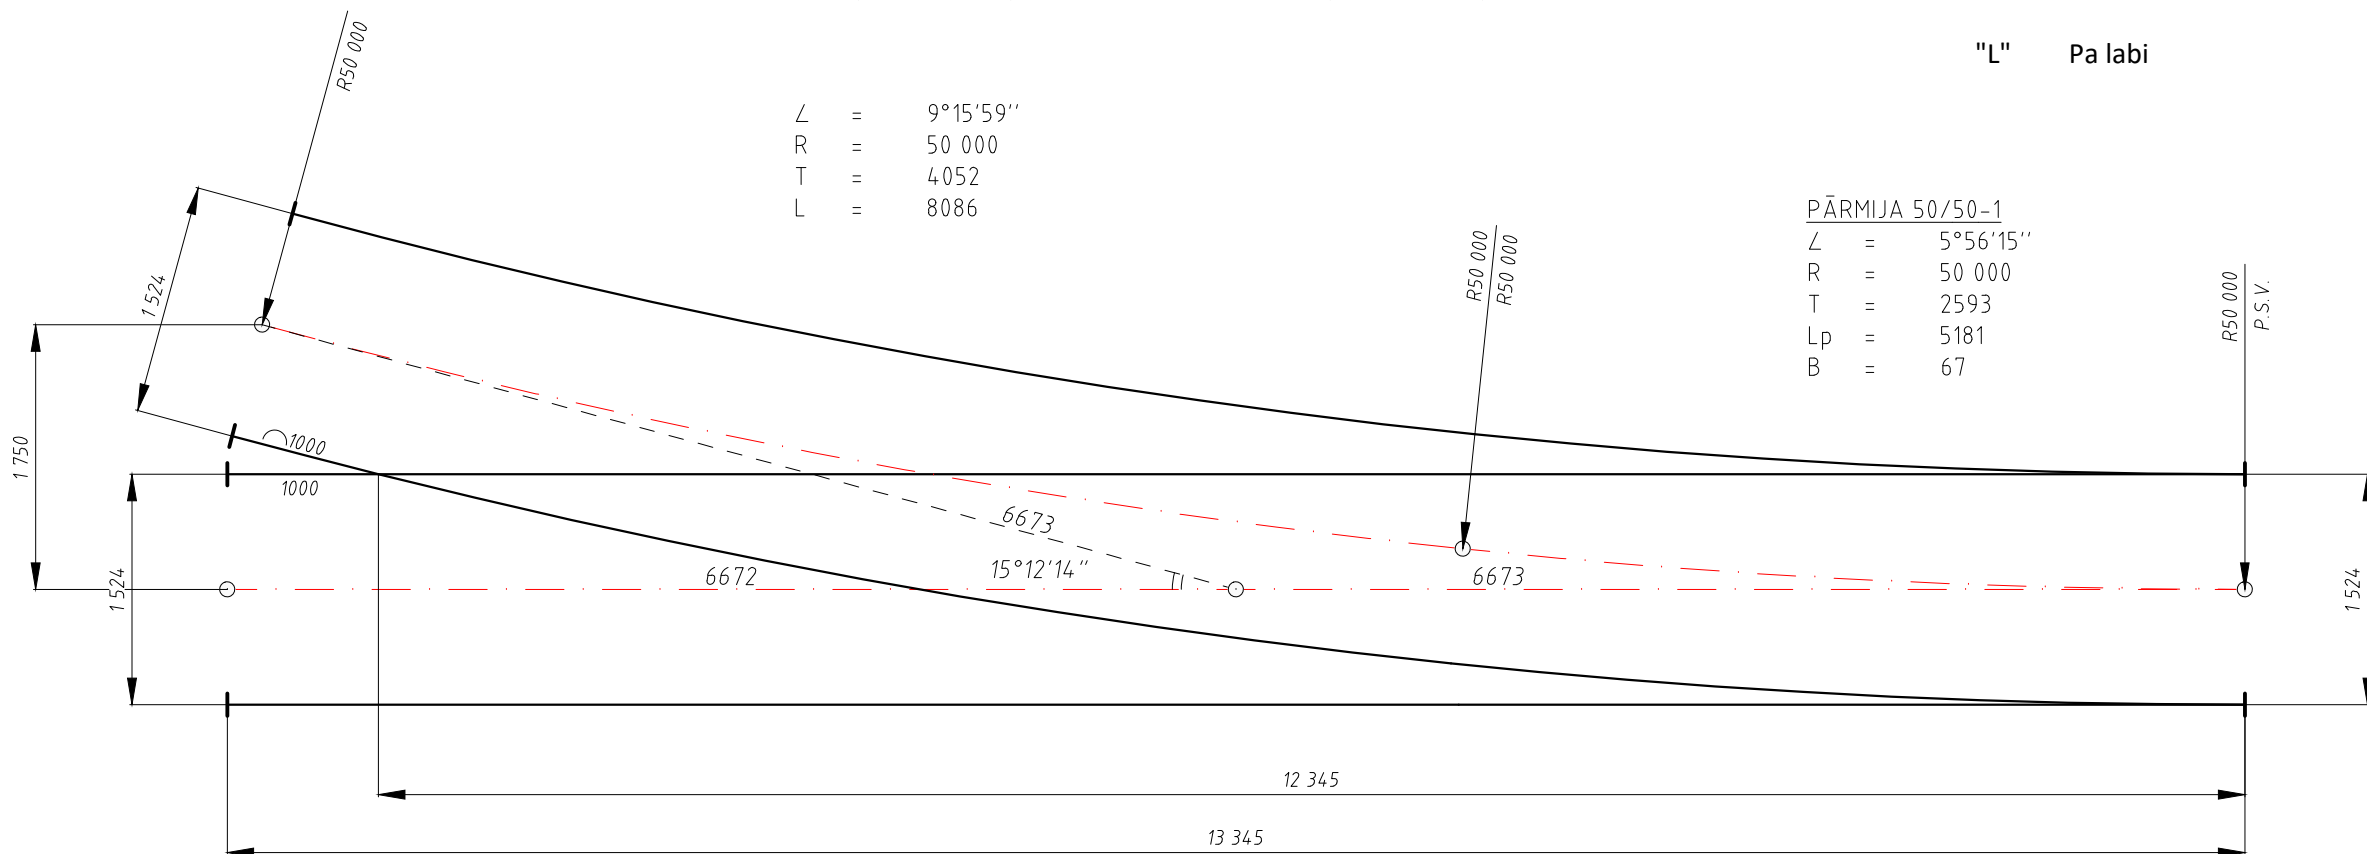 "L" Pa labi
R50 000
∠ = 9°15'59''
R = 50 000
T = 4052
L = 8086
PĀRMIJA 50/50-1
∠ = 5°56'15''
R = 50 000
T = 2593
Lp = 5181
B = 67
R50 000
R50 000
R50 000
P.S.V.
1 524
1 750
1000
1000
6673
15°12'14''
6672
6673
1 524
1 524
12 345
13 345